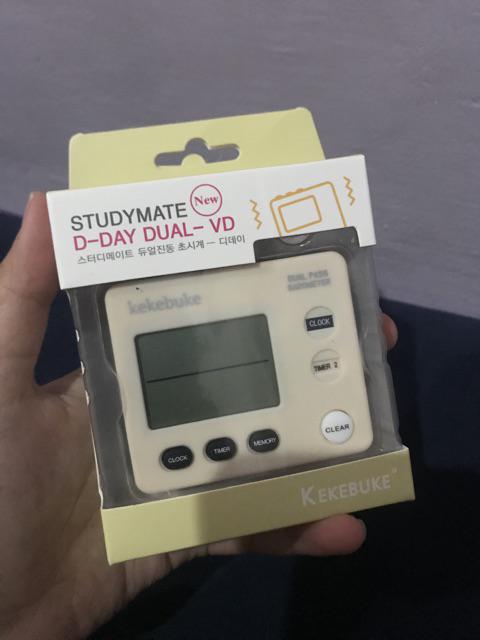 STUDYMATE
New
D-DAY DUAL- VD
스터디메이트 듀얼진동 초시계 — 디데이
kekebuke
DUAL PASS
BAROMETER
CLOCK
TIMER 2
CLEAR
CLOCK
TIMER
MEMORY
KEKEBUKE